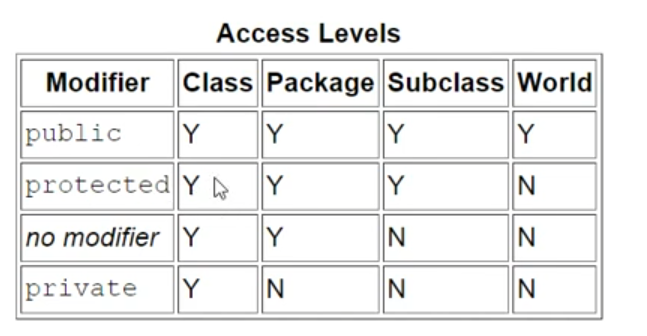 Access Levels
Modifier Class Package Subclass World
public Y Y Y Y
protected Y Y Y N
no modifier Y Y N N
private Y N N N